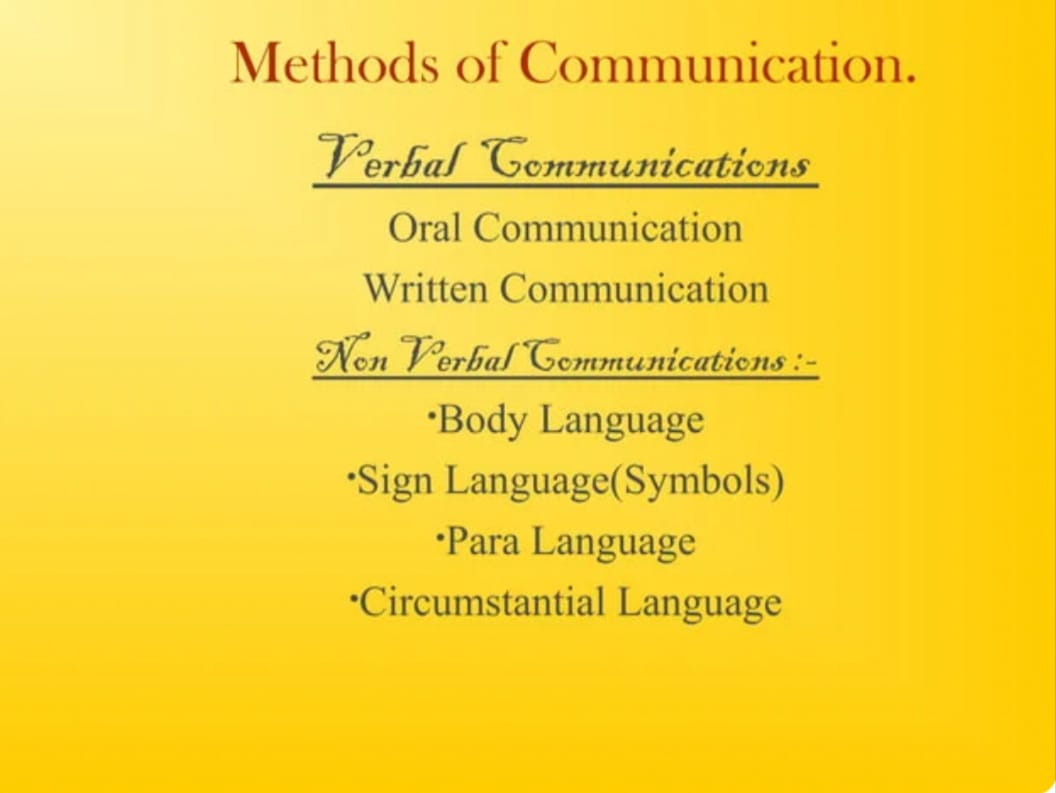 Methods of Communication.
Verbal Communications
Oral Communication
Written Communication
Non Verbal Communications :-
•Body Language
•Sign Language(Symbols)
•Para Language
•Circumstantial Language